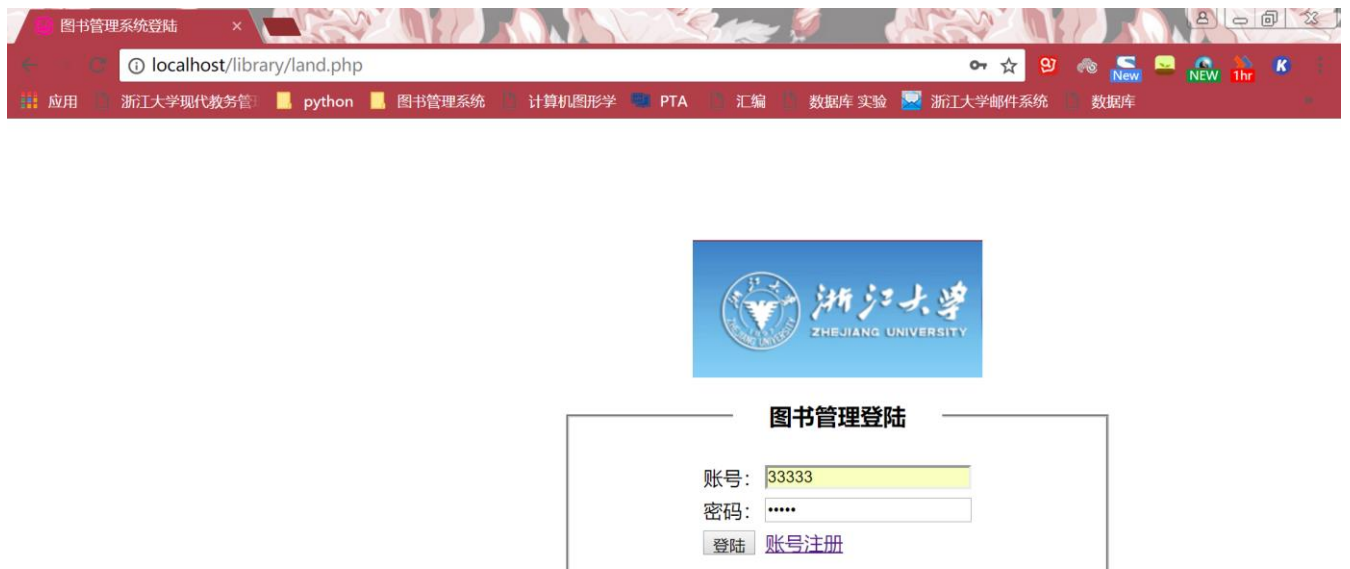 图书管理系统登陆
localhost/library/land.php
New NEW 1hr K
应用 浙江大学现代教务管 python 图书管理系统 计算机图形学 PTA 汇编 数据库 实验 浙江大学邮件系统 数据库
浙江大学
ZHEJIANG UNIVERSITY
图书管理登陆
账号: 33333
密码: •••••
登陆 账号注册